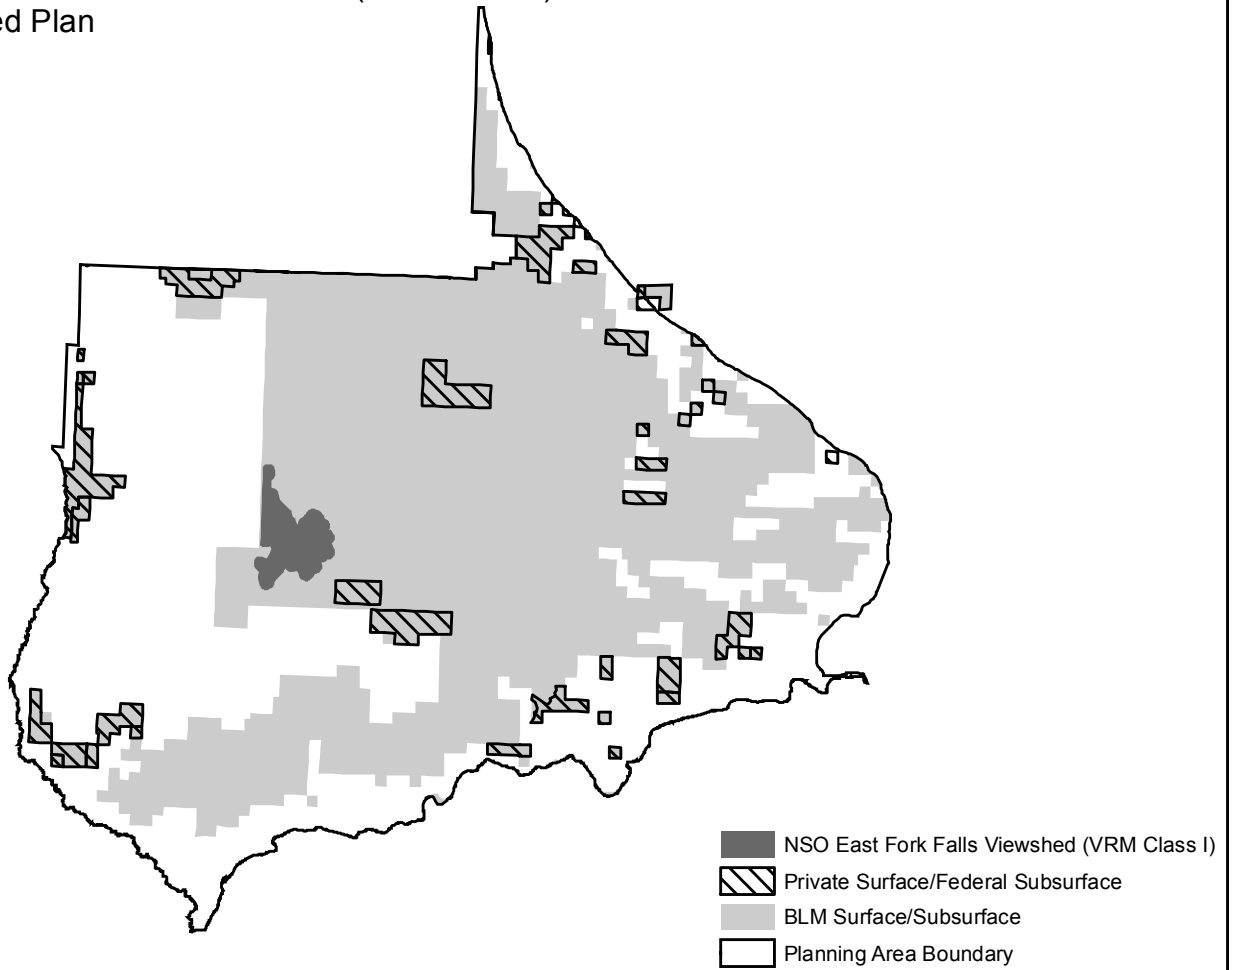 ed Plan
NSO East Fork Falls Viewshed (VRM Class I)
Private Surface/Federal Subsurface
BLM Surface/Subsurface
Planning Area Boundary